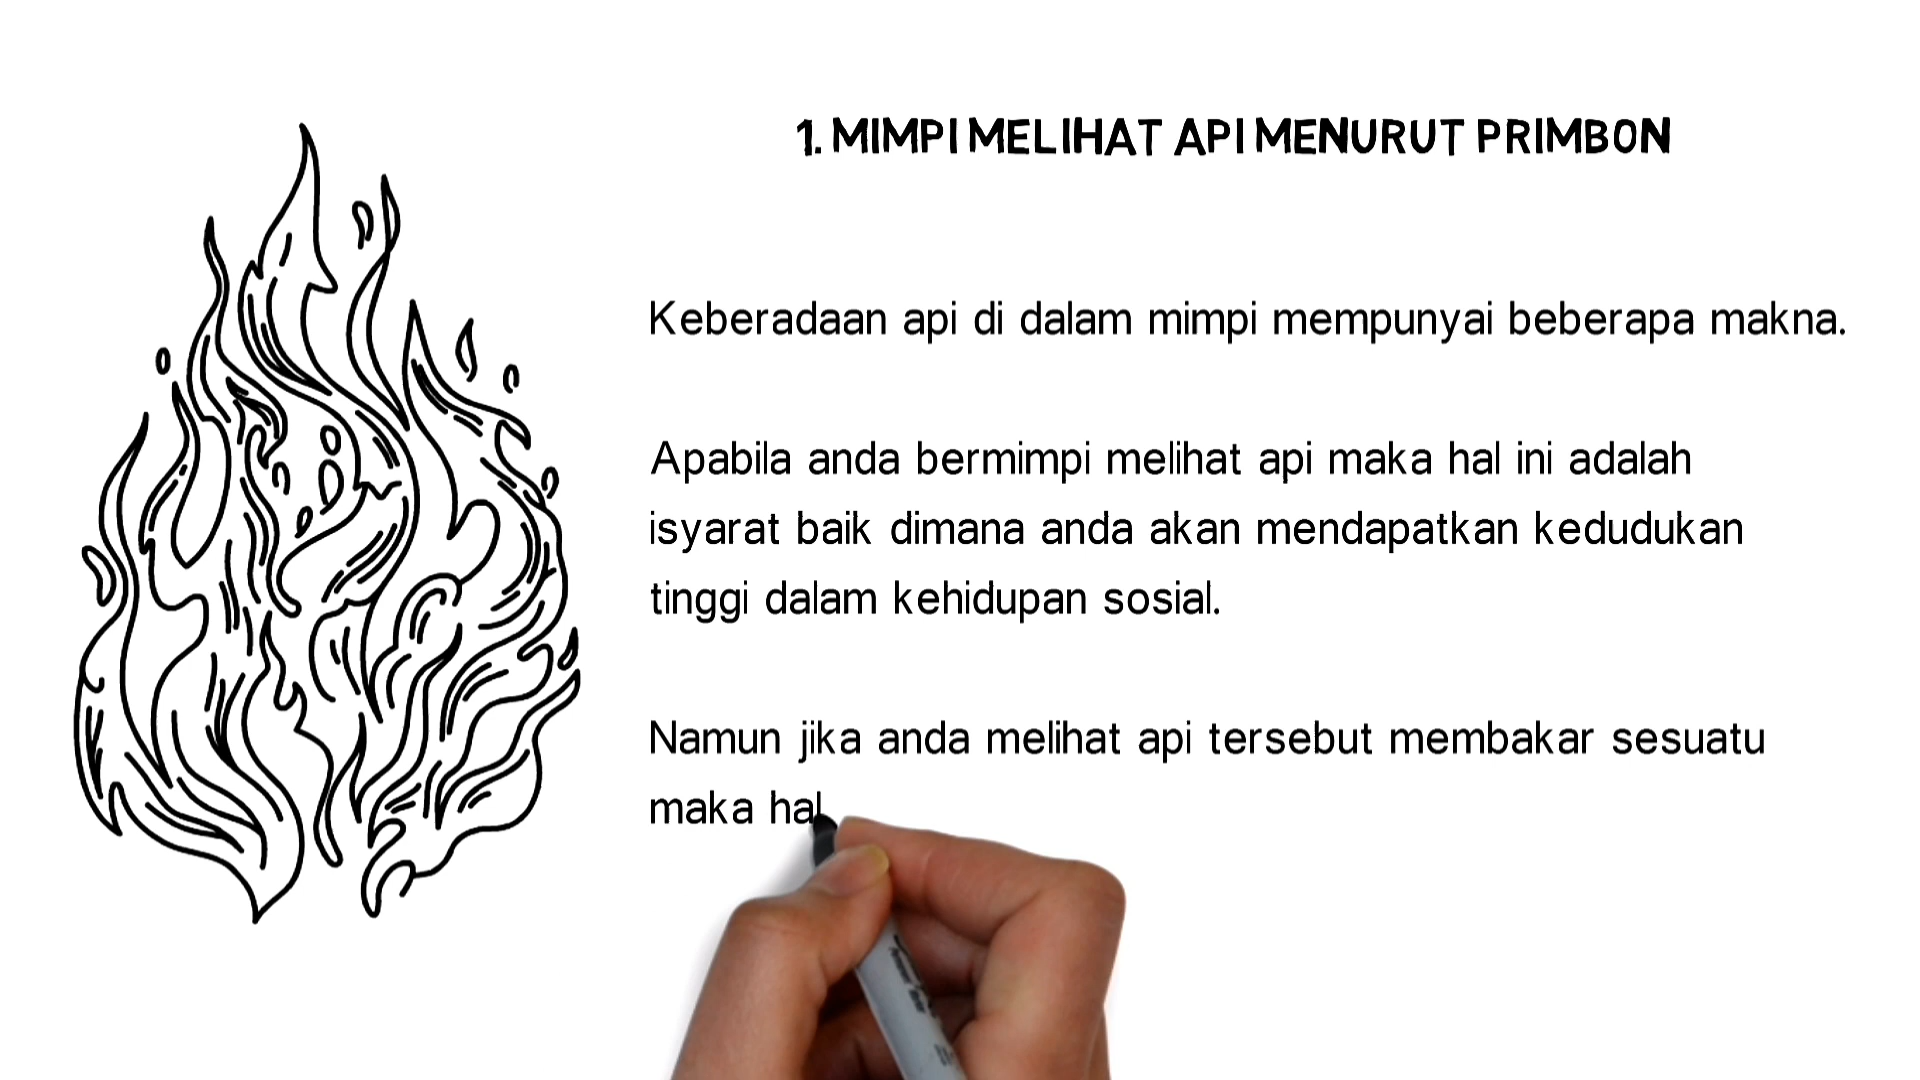 1. MIMPI MELIHAT API MENURUT PRIMBON
Keberadaan api di dalam mimpi mempunyai beberapa makna.
Apabila anda bermimpi melihat api maka hal ini adalah
isyarat baik dimana anda akan mendapatkan kedudukan
tinggi dalam kehidupan sosial.
Namun jika anda melihat api tersebut membakar sesuatu
maka hal